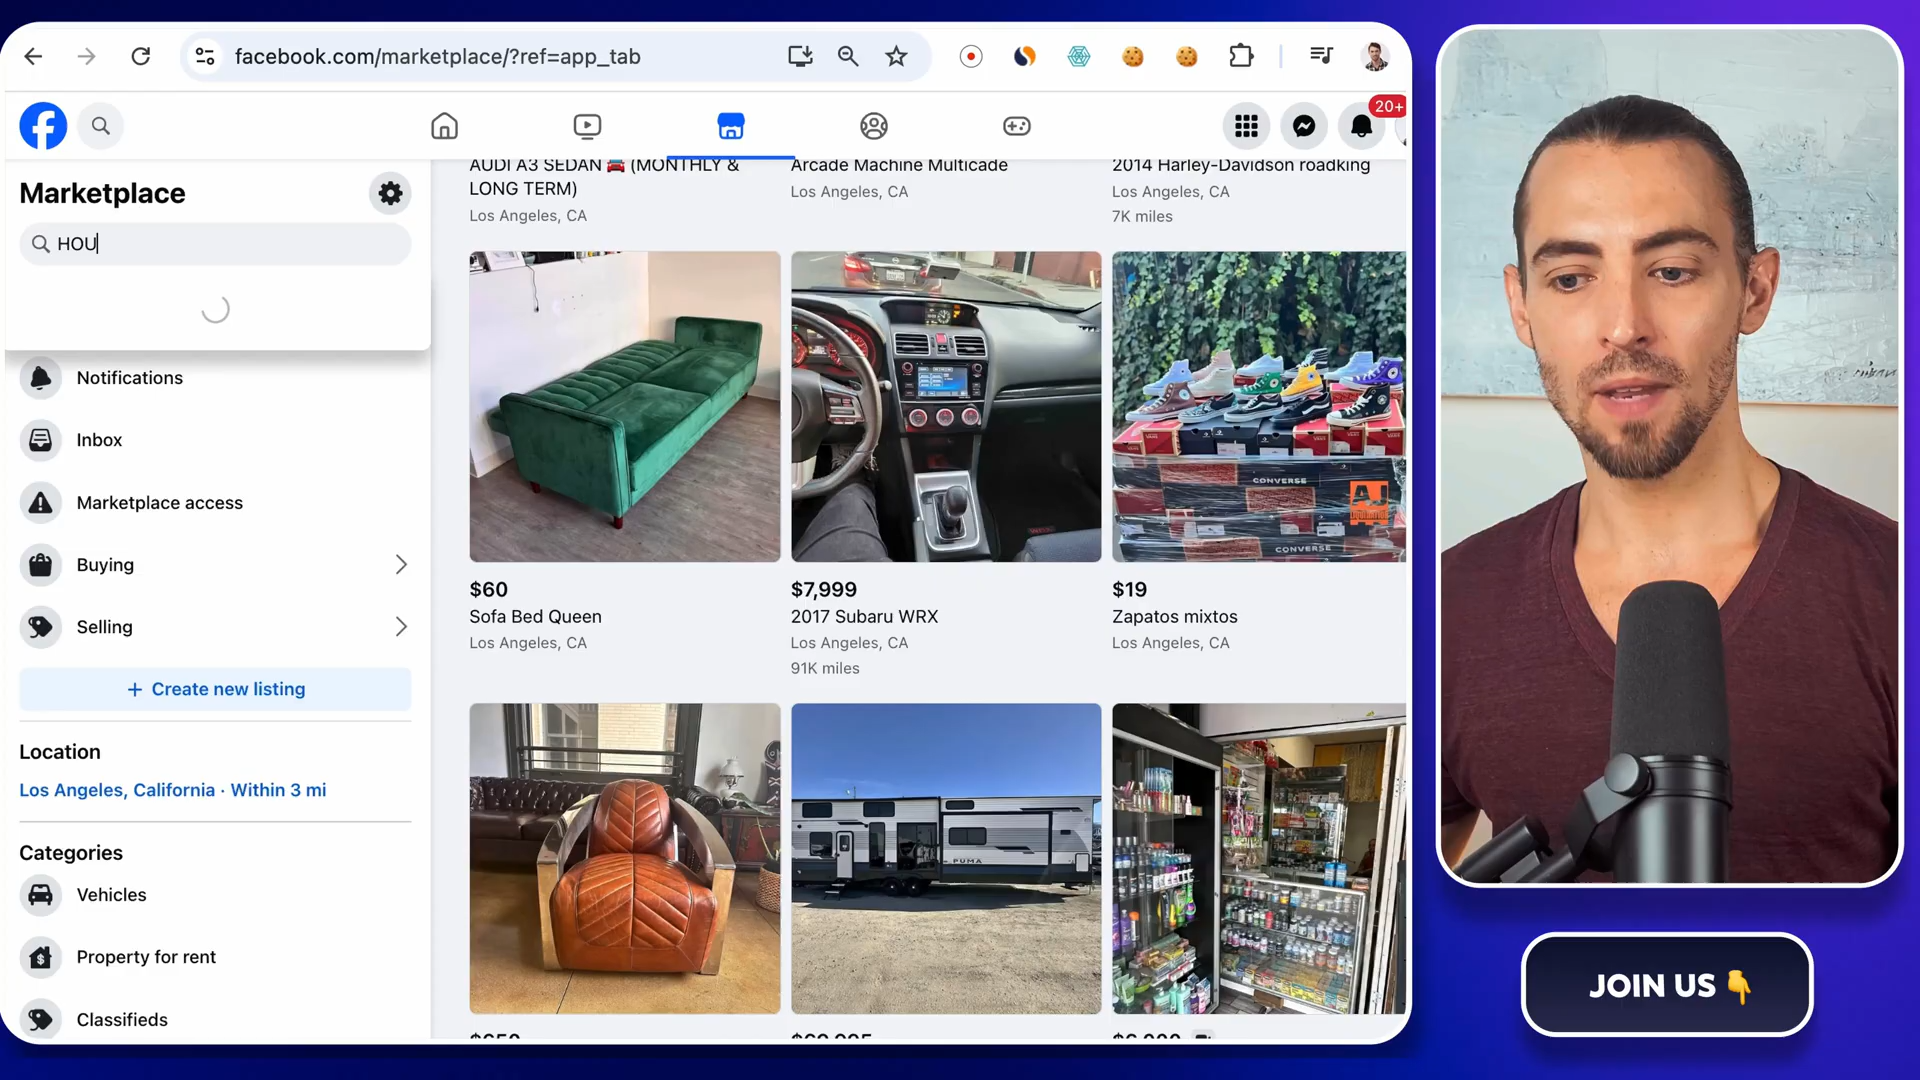 facebook.com/marketplace/?ref=app_tab
20+
Marketplace
HOU
Notifications
Inbox
Marketplace access
Buying
Selling
+ Create new listing
Location
Los Angeles, California · Within 3 mi
Categories
Vehicles
Property for rent
Classifieds
AUDI A3 SEDAN 🚘 (MONTHLY &
LONG TERM)
Los Angeles, CA
Arcade Machine Multicade
Los Angeles, CA
2014 Harley-Davidson roadking
Los Angeles, CA
7K miles
CONVERSE
CONVERSE
AJ
$60
Sofa Bed Queen
Los Angeles, CA
$7,999
2017 Subaru WRX
Los Angeles, CA
91K miles
$19
Zapatos mixtos
Los Angeles, CA
PUMA
JOIN US 👇